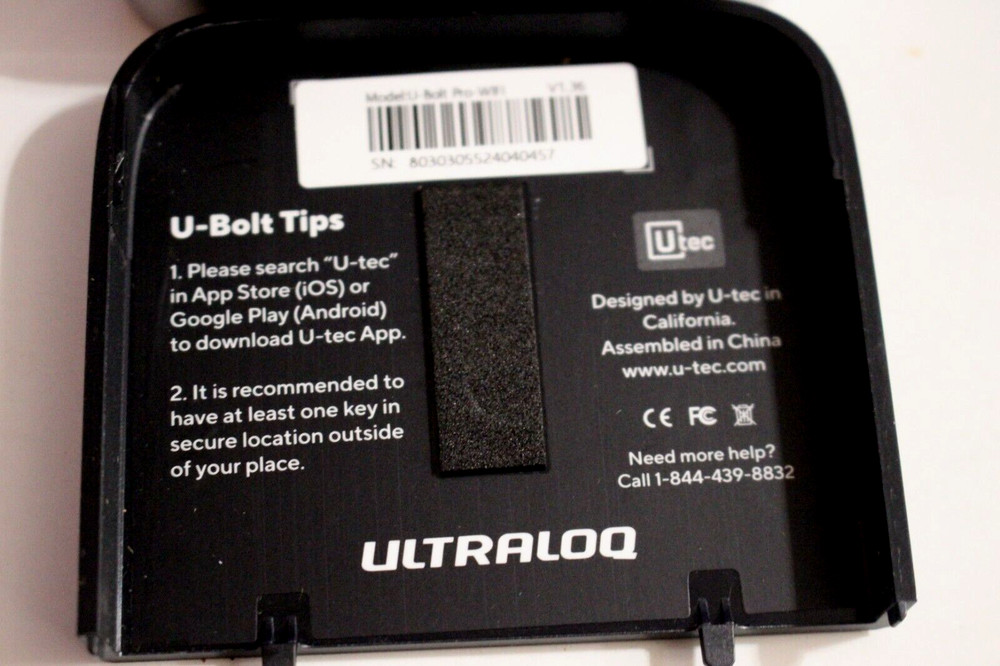 Model:U-Bolt Pro-WiFi V1.36
SN: 8030305524040457
U-Bolt Tips
1. Please search “U-tec”
in App Store (iOS) or
Google Play (Android)
to download U-tec App.
2. It is recommended to
have at least one key in
secure location outside
of your place.
Utec
Designed by U-tec in
California.
Assembled in China
www.u-tec.com
CE FC
Need more help?
Call 1-844-439-8832
ULTRALOQ